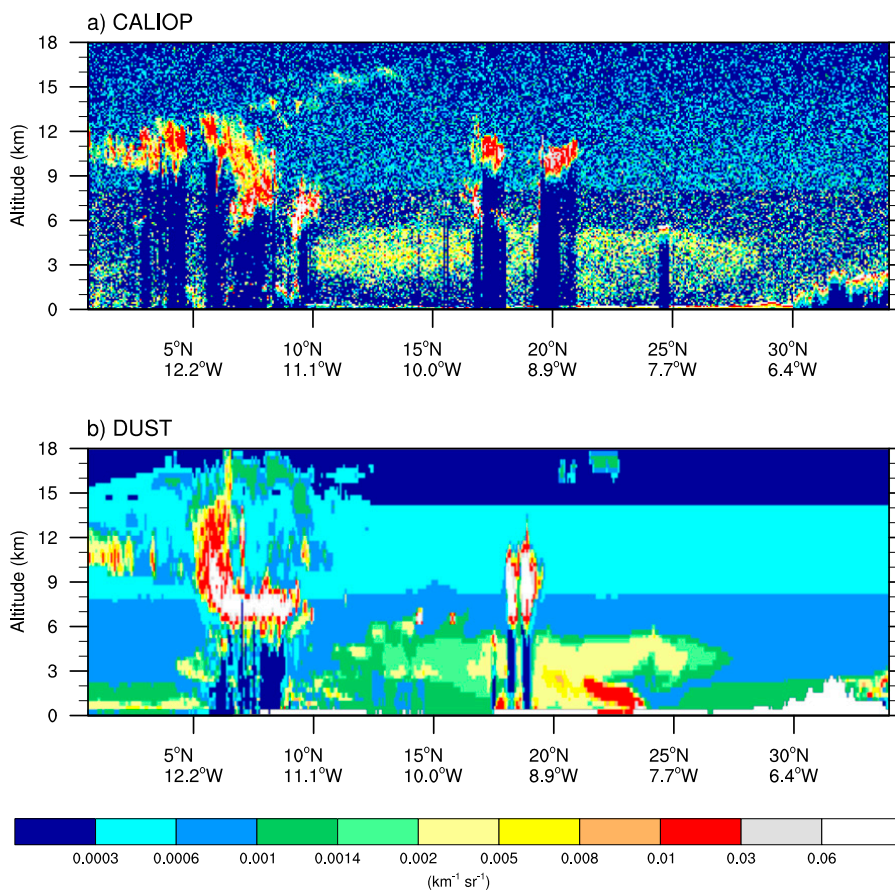 a) CALIOP
18
15
12
9
6
3
0
Altitude (km)
5°N 10°N 15°N 20°N 25°N 30°N
12.2°W 11.1°W 10.0°W 8.9°W 7.7°W 6.4°W
b) DUST
18
15
12
9
6
3
0
Altitude (km)
5°N 10°N 15°N 20°N 25°N 30°N
12.2°W 11.1°W 10.0°W 8.9°W 7.7°W 6.4°W
0.0003 0.0006 0.001 0.0014 0.002 0.005 0.008 0.01 0.03 0.06
(km⁻¹ sr⁻¹)